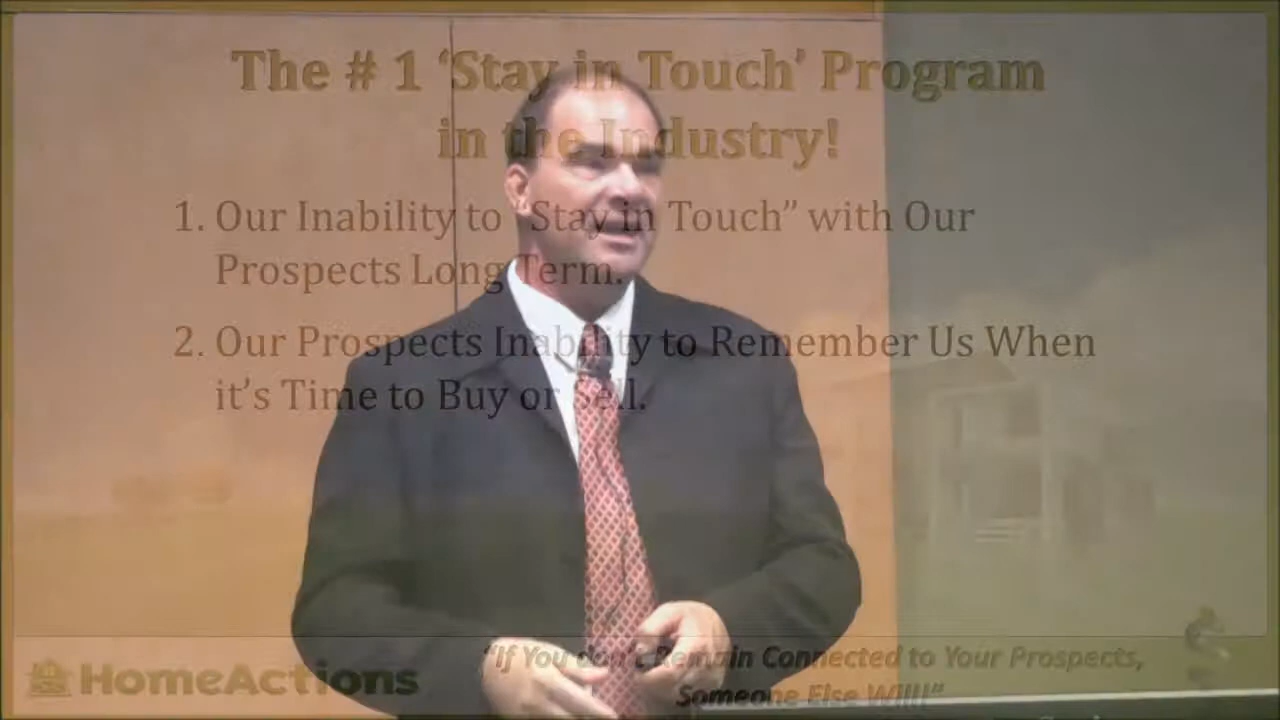 The # 1 ‘Stay in Touch’ Program
in the Industry!
1. Our Inability to “Stay in Touch” with Our
Prospects Long Term.
2. Our Prospects Inability to Remember Us When
it’s Time to Buy or Sell.
HomeActions
“If You don't Remain Connected to Your Prospects,
Someone Else Will!”